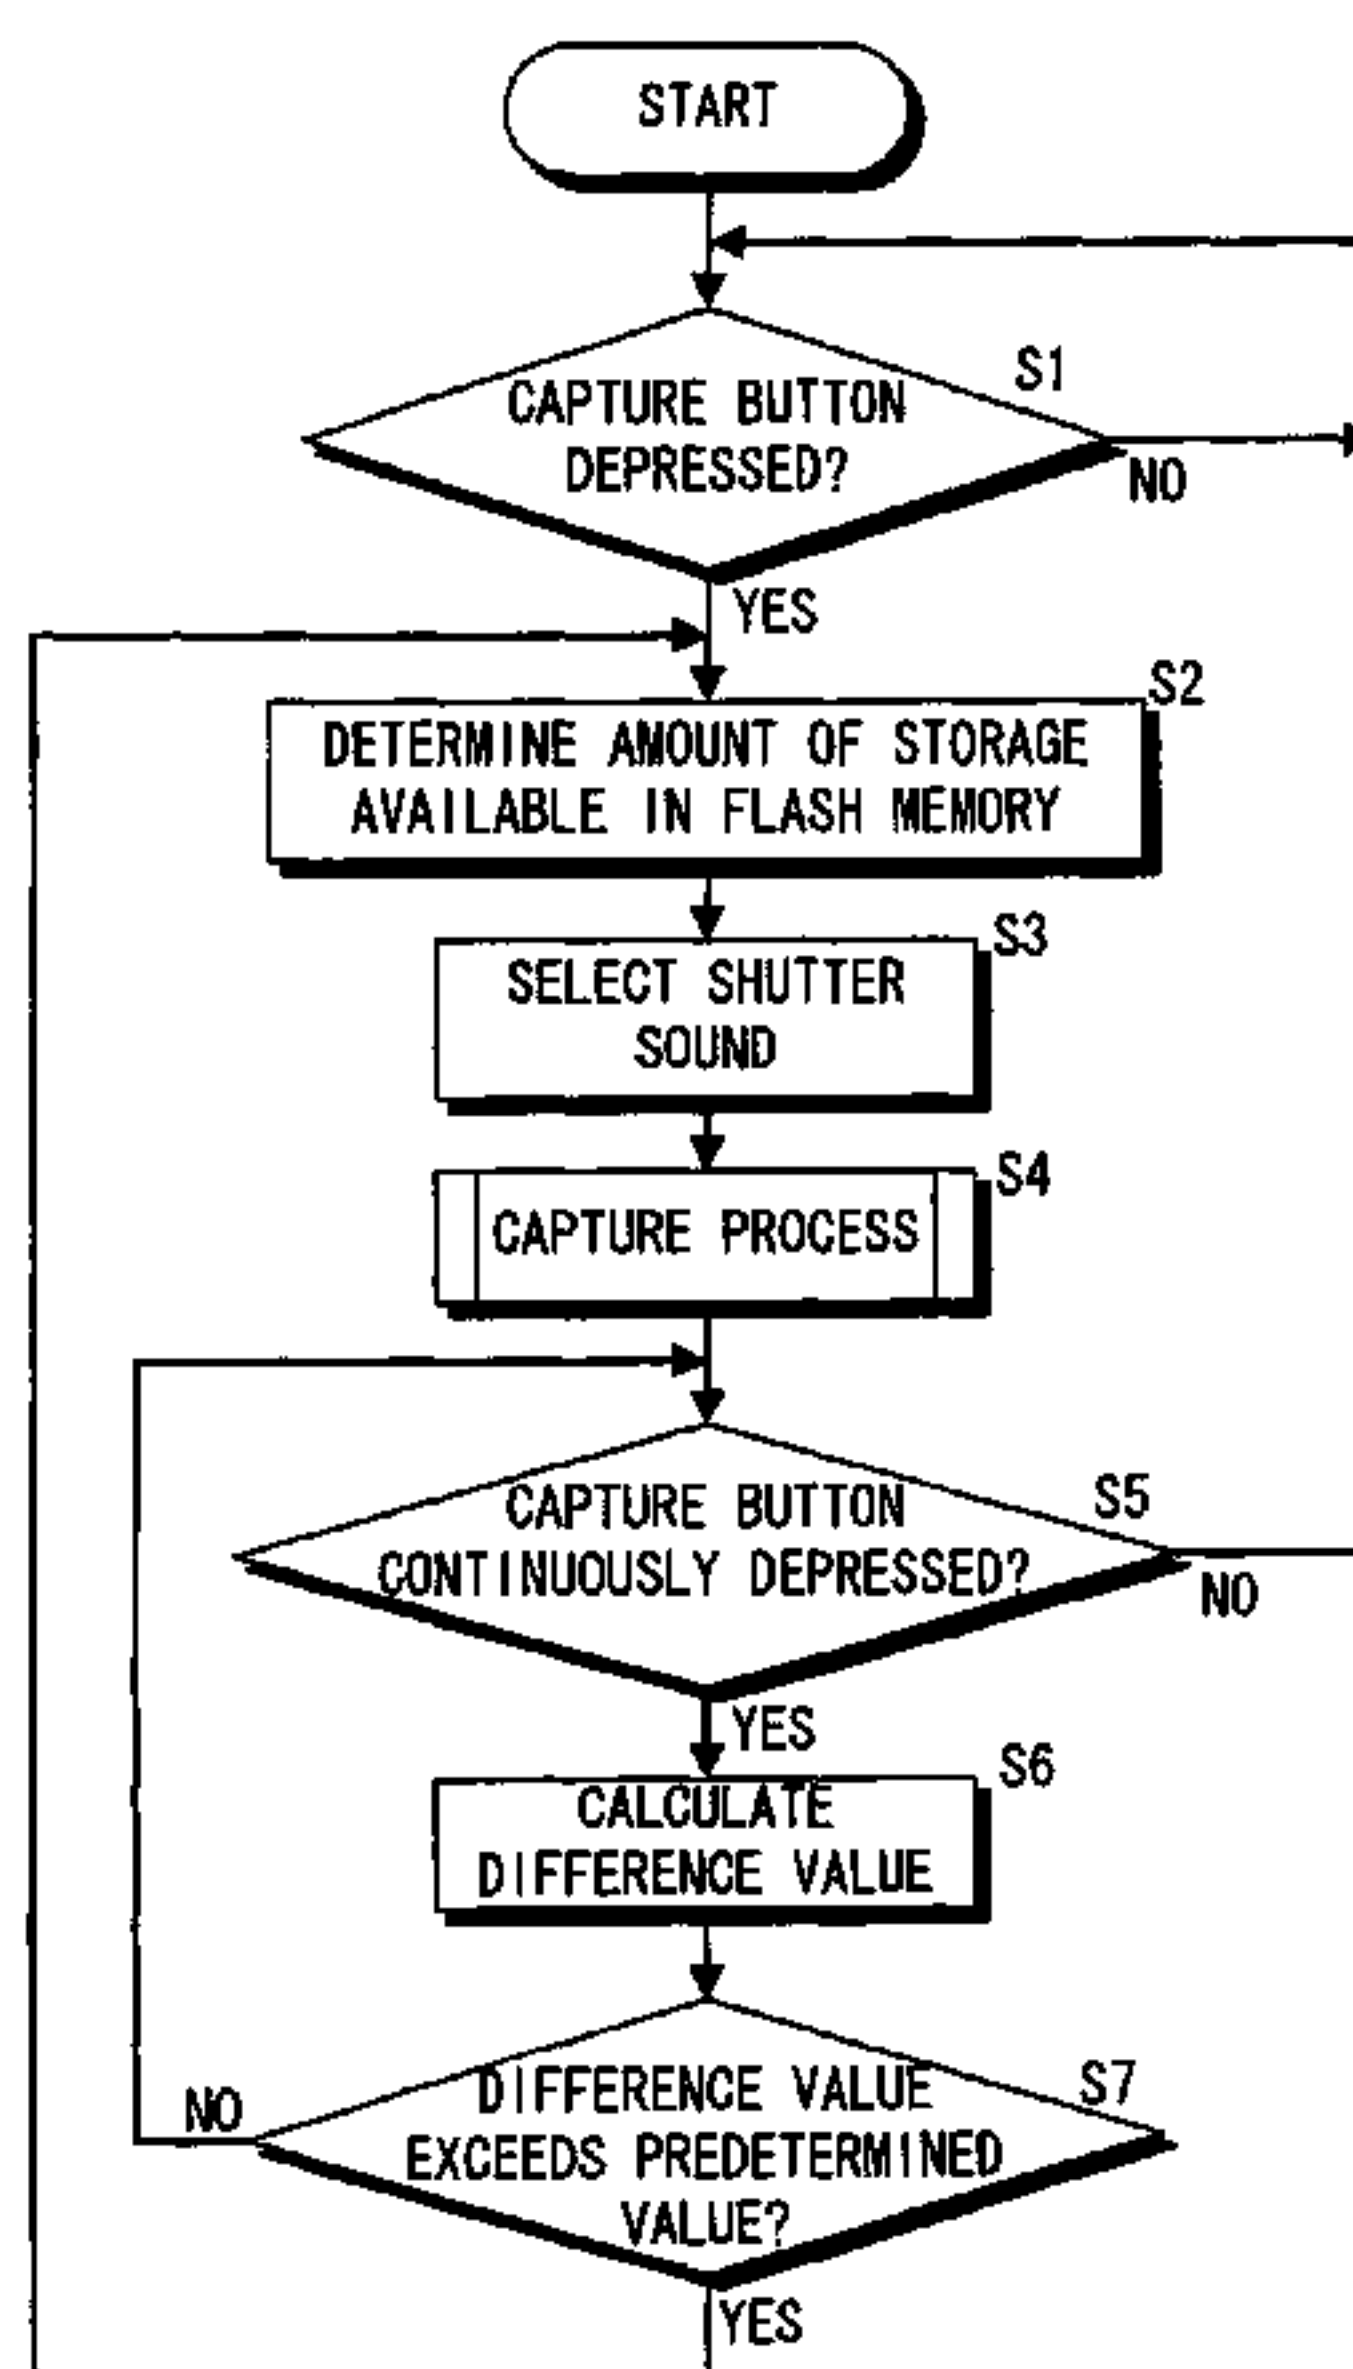 START
S1
CAPTURE BUTTON
DEPRESSED?
NO
YES
S2
DETERMINE AMOUNT OF STORAGE
AVAILABLE IN FLASH MEMORY
S3
SELECT SHUTTER
SOUND
S4
CAPTURE PROCESS
S5
CAPTURE BUTTON
CONTINUOUSLY DEPRESSED?
NO
YES
S6
CALCULATE
DIFFERENCE VALUE
S7
DIFFERENCE VALUE
NO
EXCEEDS PREDETERMINED
VALUE?
YES